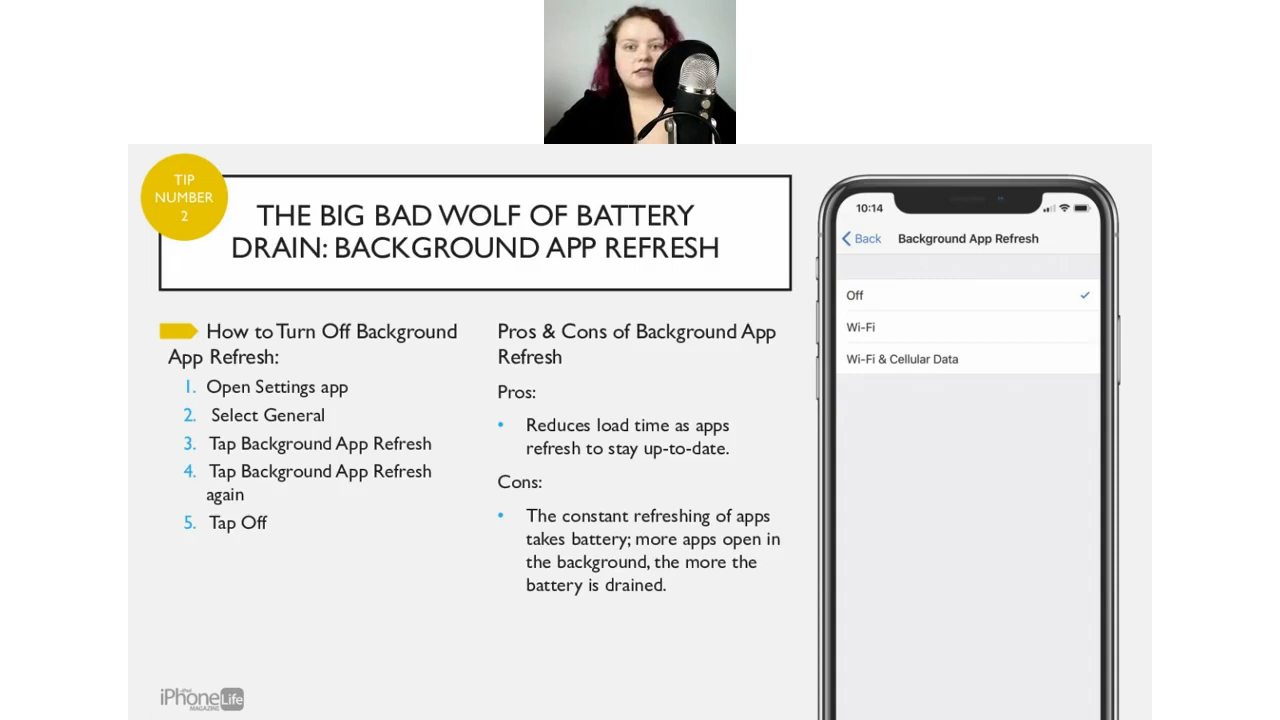 TIP
NUMBER
2
THE BIG BAD WOLF OF BATTERY
DRAIN: BACKGROUND APP REFRESH
How to Turn Off Background
App Refresh:
1. Open Settings app
2. Select General
3. Tap Background App Refresh
4. Tap Background App Refresh
again
5. Tap Off
Pros & Cons of Background App
Refresh
Pros:
• Reduces load time as apps
refresh to stay up-to-date.
Cons:
• The constant refreshing of apps
takes battery; more apps open in
the background, the more the
battery is drained.
10:14
Back Background App Refresh
Off
Wi-Fi
Wi-Fi & Cellular Data
iPhone Life
MAGAZINE